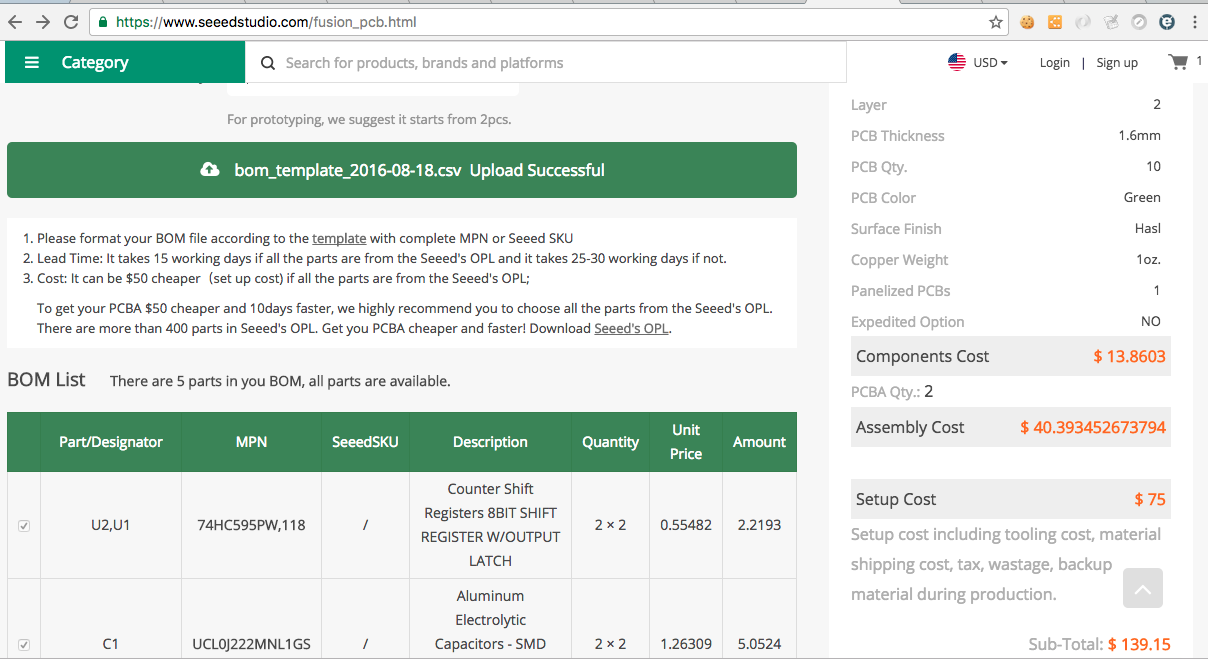 https://www.seeedstudio.com/fusion_pcb.html
Category
Search for products, brands and platforms
USD
Login | Sign up
1
For prototyping, we suggest it starts from 2pcs.
bom_template_2016-08-18.csv Upload Successful
1. Please format your BOM file according to the template with complete MPN or Seeed SKU
2. Lead Time: It takes 15 working days if all the parts are from the Seeed's OPL and it takes 25-30 working days if not.
3. Cost: It can be $50 cheaper（set up cost) if all the parts are from the Seeed's OPL;
To get your PCBA $50 cheaper and 10days faster, we highly recommend you to choose all the parts from the Seeed's OPL.
There are more than 400 parts in Seeed's OPL. Get you PCBA cheaper and faster! Download Seeed's OPL.
BOM List There are 5 parts in you BOM, all parts are available.
Part/Designator MPN SeeedSKU Description Quantity Unit Price Amount
U2,U1 74HC595PW,118 / Counter Shift Registers 8BIT SHIFT REGISTER W/OUTPUT LATCH 2 × 2 0.55482 2.2193
C1 UCL0J222MNL1GS / Aluminum Electrolytic Capacitors - SMD 2 × 2 1.26309 5.0524
Layer 2
PCB Thickness 1.6mm
PCB Qty. 10
PCB Color Green
Surface Finish Hasl
Copper Weight 1oz.
Panelized PCBs 1
Expedited Option NO
Components Cost $ 13.8603
PCBA Qty.: 2
Assembly Cost $ 40.393452673794
Setup Cost $ 75
Setup cost including tooling cost, material
shipping cost, tax, wastage, backup
material during production.
Sub-Total: $ 139.15